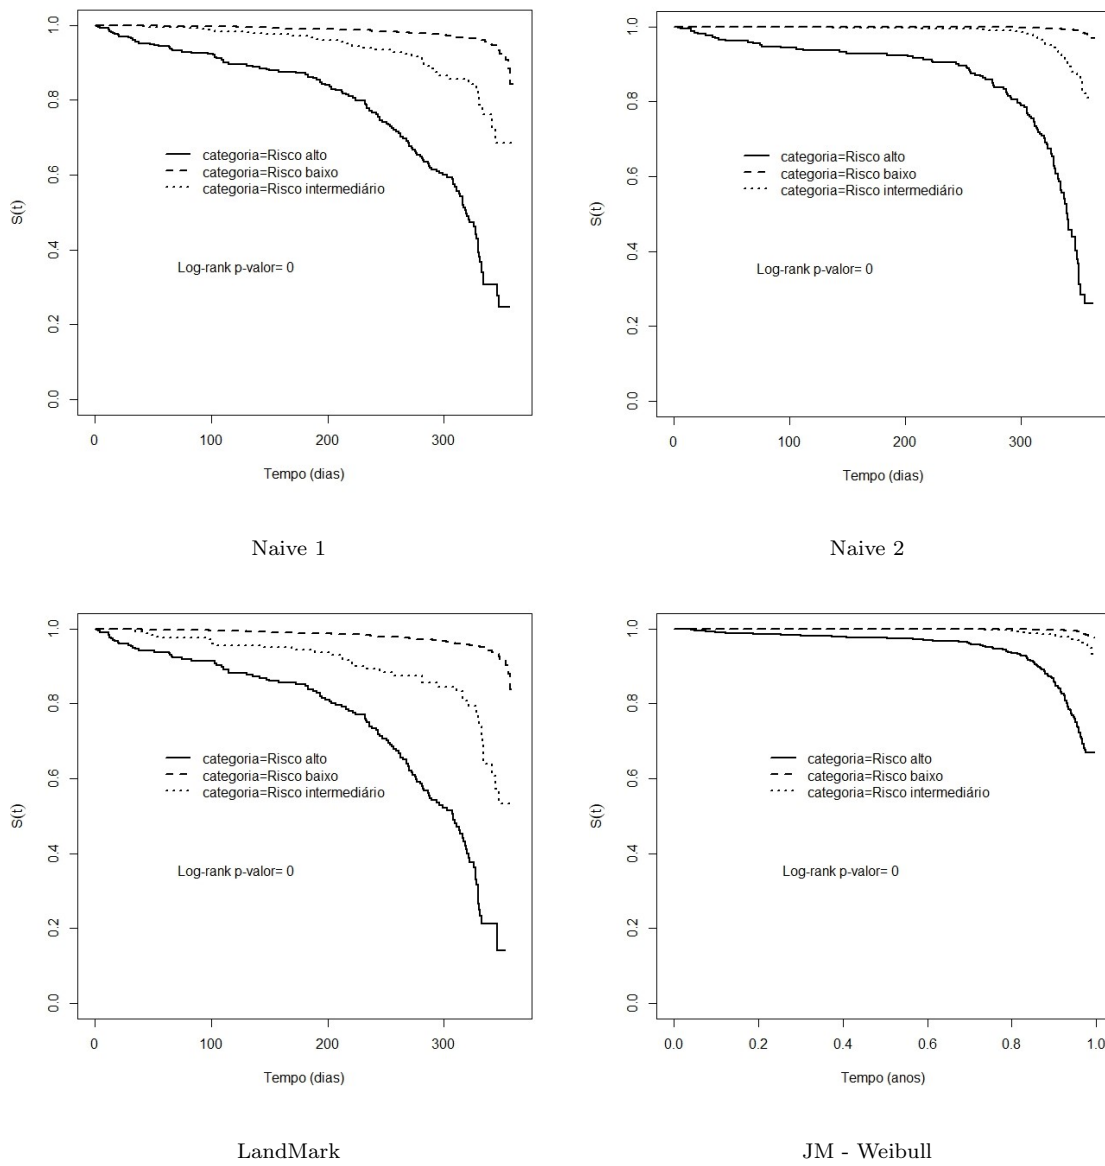 1.0
0.8
0.6
0.4
0.2
0.0
S(t)
categoria=Risco alto
categoria=Risco baixo
categoria=Risco intermediário
Log-rank p-valor= 0
0 100 200 300
Tempo (dias)
Naive 1
1.0
0.8
0.6
0.4
0.2
0.0
S(t)
categoria=Risco alto
categoria=Risco baixo
categoria=Risco intermediário
Log-rank p-valor= 0
0 100 200 300
Tempo (dias)
Naive 2
1.0
0.8
0.6
0.4
0.2
0.0
S(t)
categoria=Risco alto
categoria=Risco baixo
categoria=Risco intermediário
Log-rank p-valor= 0
0 100 200 300
Tempo (dias)
LandMark
1.0
0.8
0.6
0.4
0.2
0.0
S(t)
categoria=Risco alto
categoria=Risco baixo
categoria=Risco intermediário
Log-rank p-valor= 0
0.0 0.2 0.4 0.6 0.8 1.0
Tempo (anos)
JM - Weibull